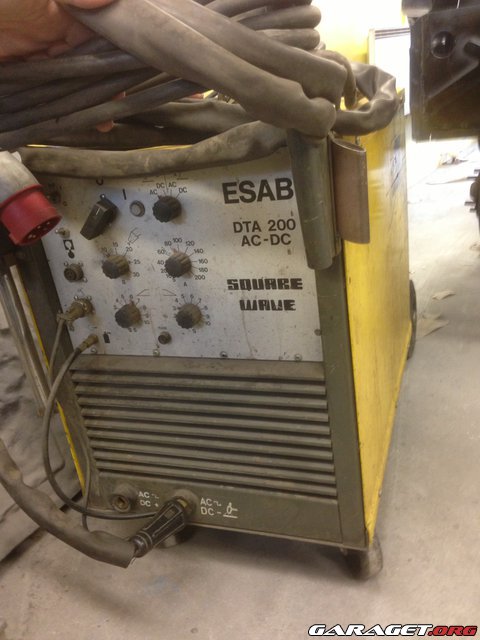 DC AC DC
AC AC
ESAB
DTA 200
AC-DC
80 100 120
60 140
40 160
20 180
200
A
15
10 20
5 25
30
SQUARE
WAVE
AC~
DC+
AC~
DC-
GARAGET.ORG